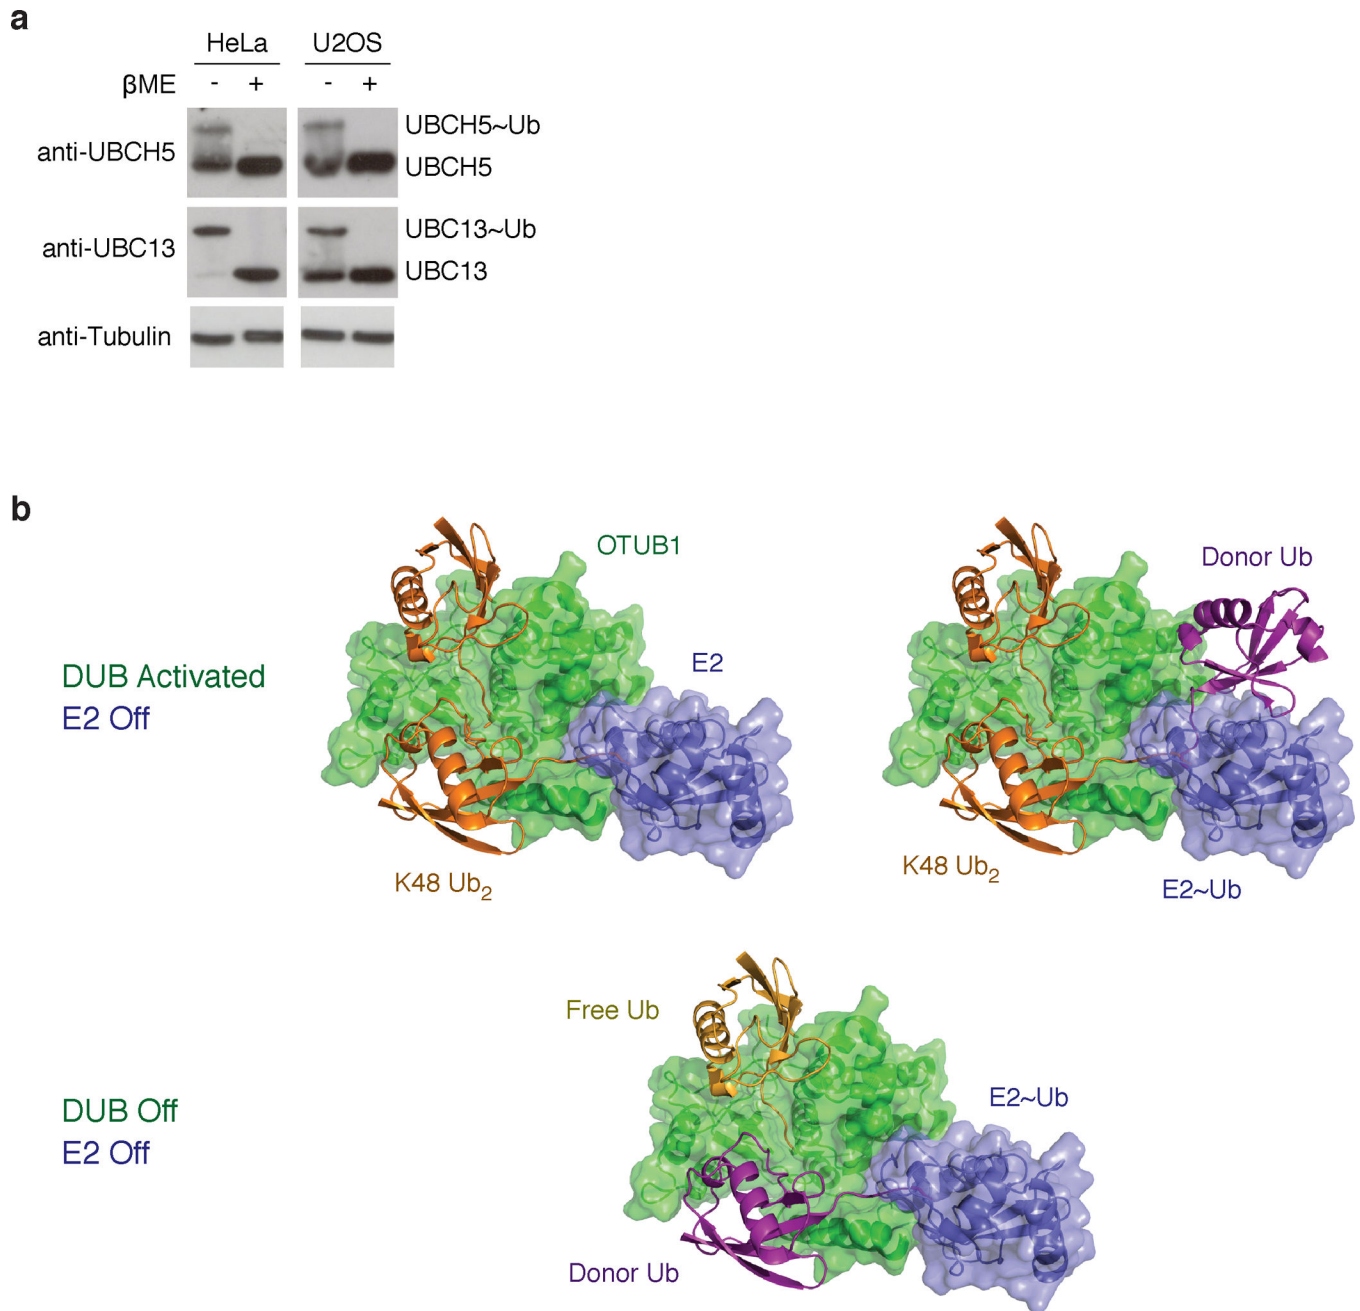 a
HeLa U2OS
βME - + - +
anti-UBCH5 UBCH5~Ub
UBCH5
anti-UBC13 UBC13~Ub
UBC13
anti-Tubulin
b
OTUB1 Donor Ub
DUB Activated E2
E2 Off
K48 Ub2 K48 Ub2 E2~Ub
Free Ub
DUB Off E2~Ub
E2 Off
Donor Ub